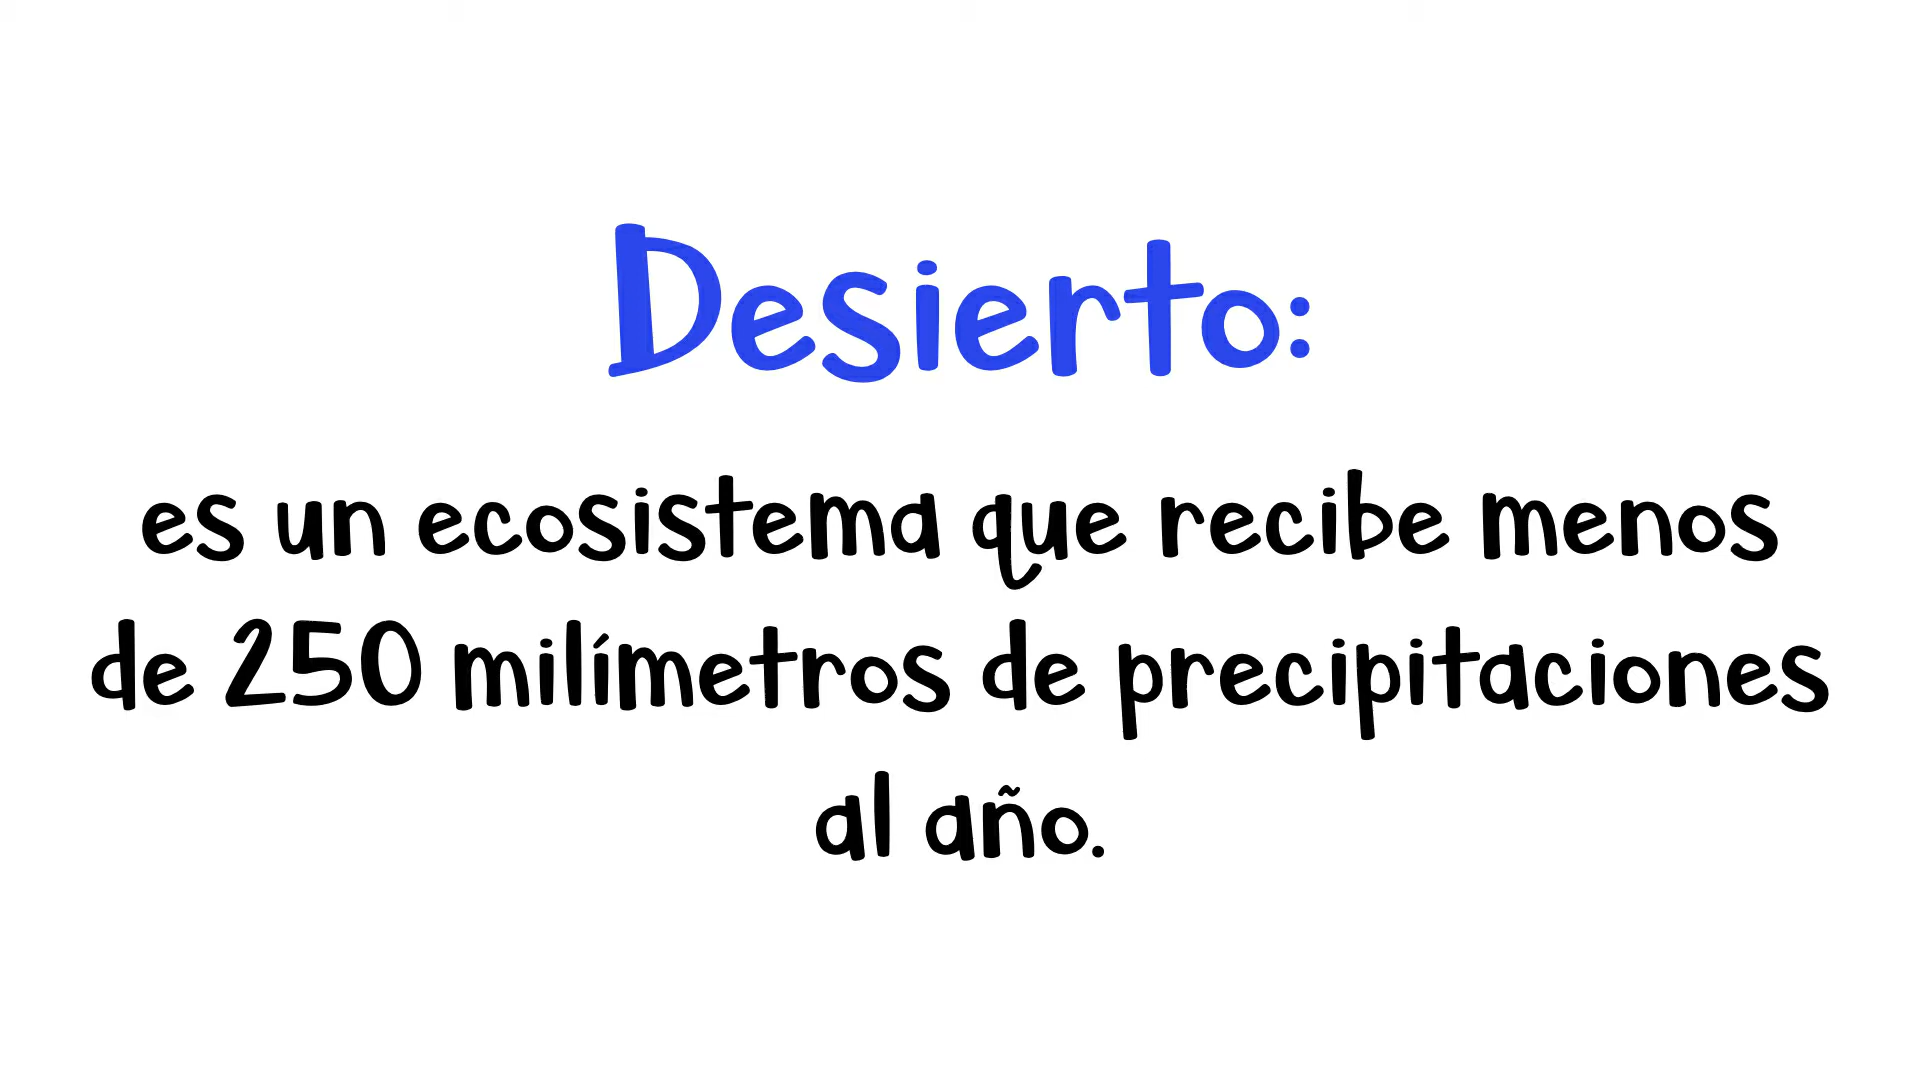 Desierto:
es un ecosistema que recibe menos
de 250 milímetros de precipitaciones
al año.